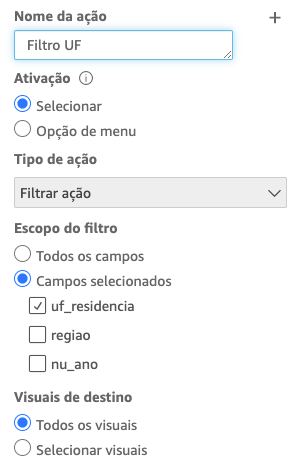 Nome da ação +
Filtro UF
Ativação
Selecionar
Opção de menu
Tipo de ação
Filtrar ação
Escopo do filtro
Todos os campos
Campos selecionados
uf_residencia
regiao
nu_ano
Visuais de destino
Todos os visuais
Selecionar visuais